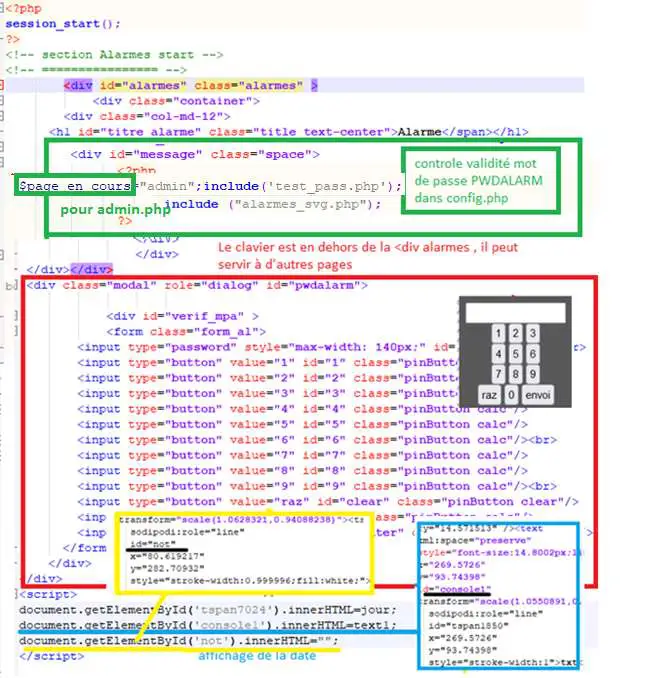 <?php
session_start();
?>
<!-- section Alarmes start -->
<!-- ================ -->
<div id="alarmes" class="alarmes" >
<div class="container">
<div class="col-md-12">
<h1 id="titre_alarme" class="title text-center">Alarme</span></h1>
<div id="message" class="space">
<?php
$page_en_cours="admin";include('test_pass.php');
include ("alarmes_svg.php");
?>
pour admin.php
controle validité mot
de passe PWDALARM
dans config.php
</div>
</div>
</div></div>
Le clavier est en dehors de la <div alarmes , il peut
servir à d'autres pages
<div class="modal" role="dialog" id="pwdalarm">
<div id="verif_mpa" >
<form class="form_al">
<input type="password" style="max-width: 140px;" id=
<input type="button" value="1" id="1" class="pinButt
<input type="button" value="2" id="2" class="pinButt
<input type="button" value="3" id="3" class="pinButt
<input type="button" value="4" id="4" class="pinButton calc"/>
<input type="button" value="5" id="5" class="pinButton calc"/>
<input type="button" value="6" id="6" class="pinButton calc"/><br>
<input type="button" value="7" id="7" class="pinButton calc"/>
<input type="button" value="8" id="8" class="pinButton calc"/>
<input type="button" value="9" id="9" class="pinButton calc"/><br>
<input type="button" value="raz" id="clear" class="pinButton clear"/>
1 2 3
4 5 6
7 8 9
raz 0 envoi
<inp
<inp
</form
</div>
</div>
transform="scale(1.0628321,0.94088238)"><ts
sodipodi:role="line"
id="not"
x="80.619217"
y="282.70932"
style="stroke-width:0.999996;fill:white;">
y="14.571513" /><text
xml:space="preserve"
style="font-size:14.8002px;li
x="269.5726"
y="93.74398"
id="console1"
transform="scale(1.0550891,0.
sodipodi:role="line"
id="tspan1850"
x="269.5726"
y="93.74398"
style="stroke-width:1">txt
<script>
document.getElementById('tspan7024').innerHTML=jour;
document.getElementById('console1').innerHTML=text1;
document.getElementById('not').innerHTML="";
</script>
affichage de la date